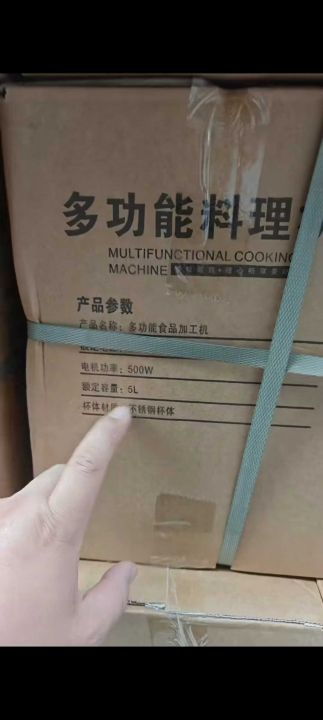 多功能料理
MULTIFUNCTIONAL COOKING
MACHINE
产品参数
产品名称：多功能食品加工机
电机功率：500W
额定容量：5L
杯体材 不锈钢杯体